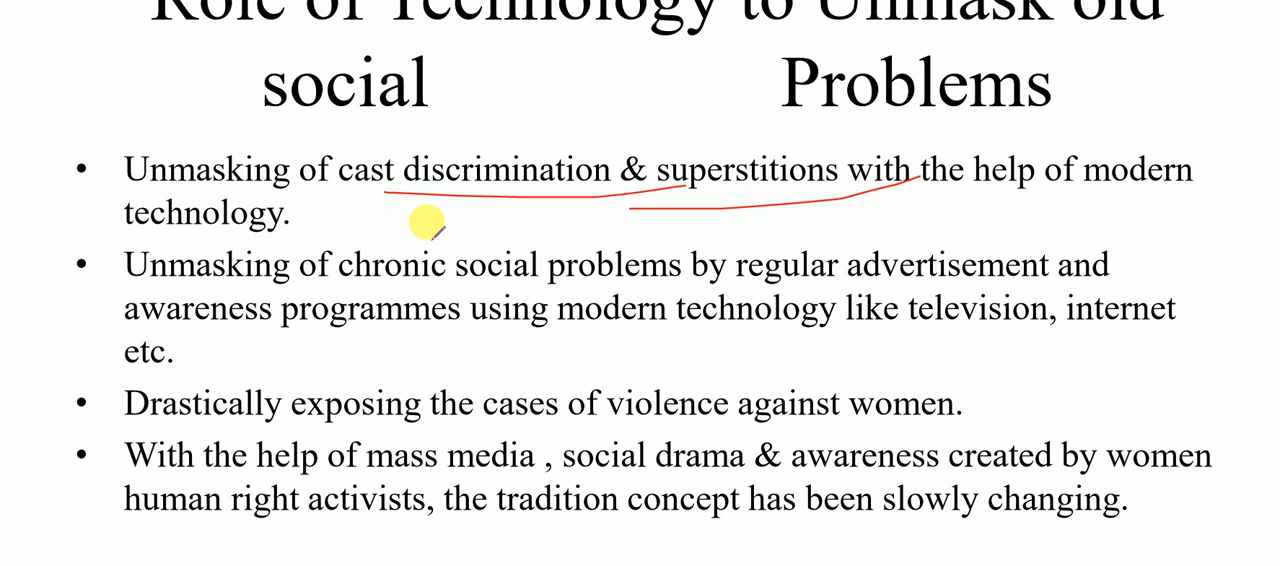 Role of Technology to Unmask old
social Problems
• Unmasking of cast discrimination & superstitions with the help of modern
technology.
• Unmasking of chronic social problems by regular advertisement and
awareness programmes using modern technology like television, internet
etc.
• Drastically exposing the cases of violence against women.
• With the help of mass media , social drama & awareness created by women
human right activists, the tradition concept has been slowly changing.